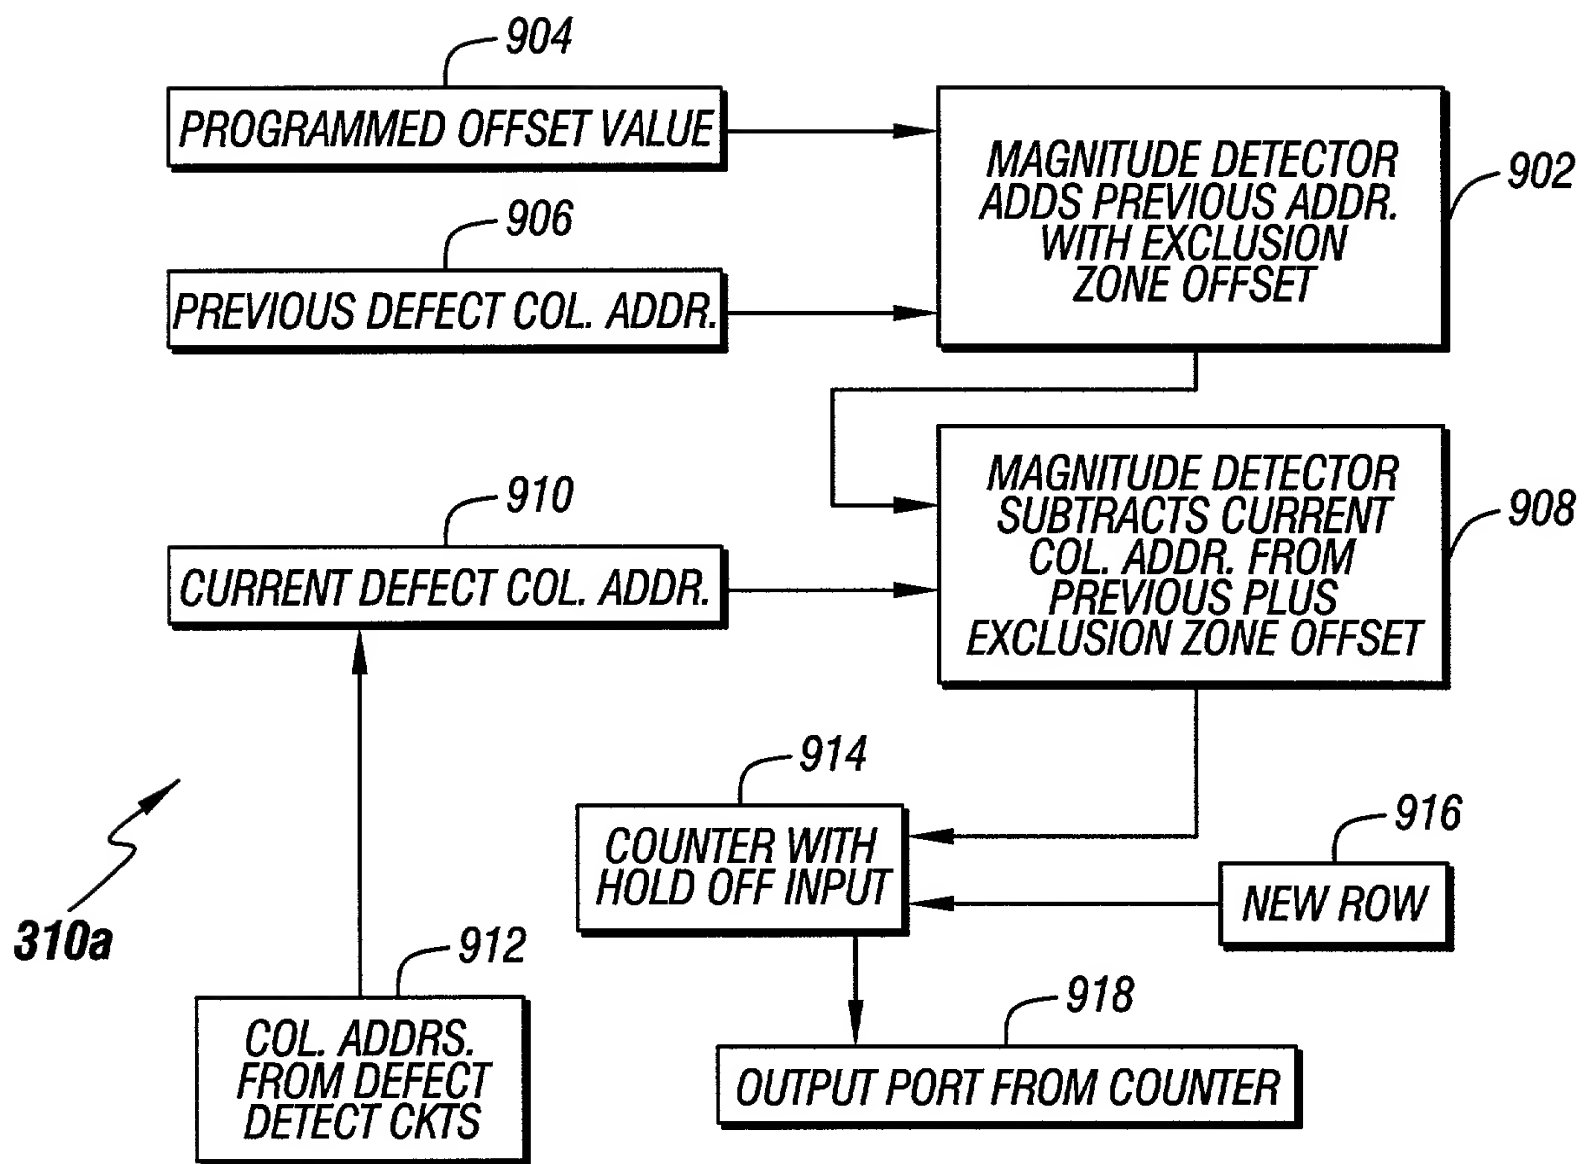 904
PROGRAMMED OFFSET VALUE
906
PREVIOUS DEFECT COL. ADDR.
MAGNITUDE DETECTOR
ADDS PREVIOUS ADDR.
WITH EXCLUSION
ZONE OFFSET
902
910
CURRENT DEFECT COL. ADDR.
MAGNITUDE DETECTOR
SUBTRACTS CURRENT
COL. ADDR. FROM
PREVIOUS PLUS
EXCLUSION ZONE OFFSET
908
914
COUNTER WITH
HOLD OFF INPUT
916
NEW ROW
310a
912
COL. ADDRS.
FROM DEFECT
DETECT CKTS
918
OUTPUT PORT FROM COUNTER